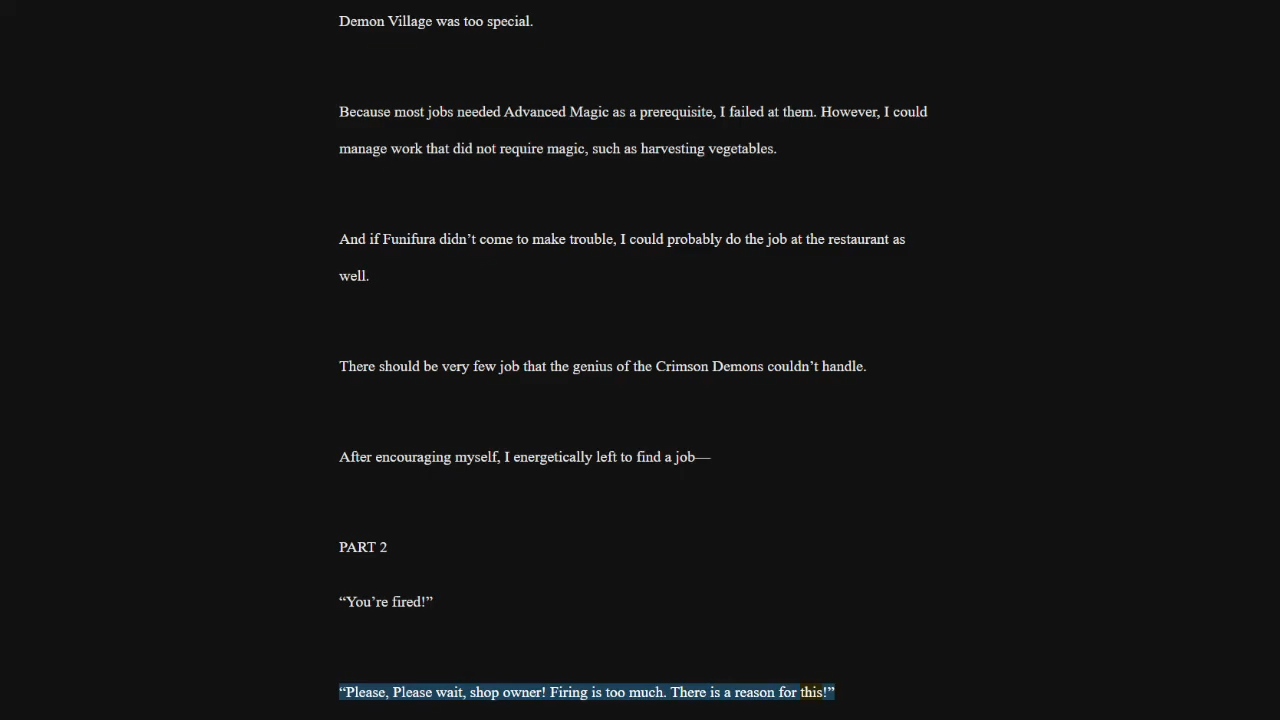 Demon Village was too special.
Because most jobs needed Advanced Magic as a prerequisite, I failed at them. However, I could
manage work that did not require magic, such as harvesting vegetables.
And if Funifura didn’t come to make trouble, I could probably do the job at the restaurant as
well.
There should be very few job that the genius of the Crimson Demons couldn’t handle.
After encouraging myself, I energetically left to find a job—
PART 2
“You’re fired!”
“Please, Please wait, shop owner! Firing is too much. There is a reason for this!”